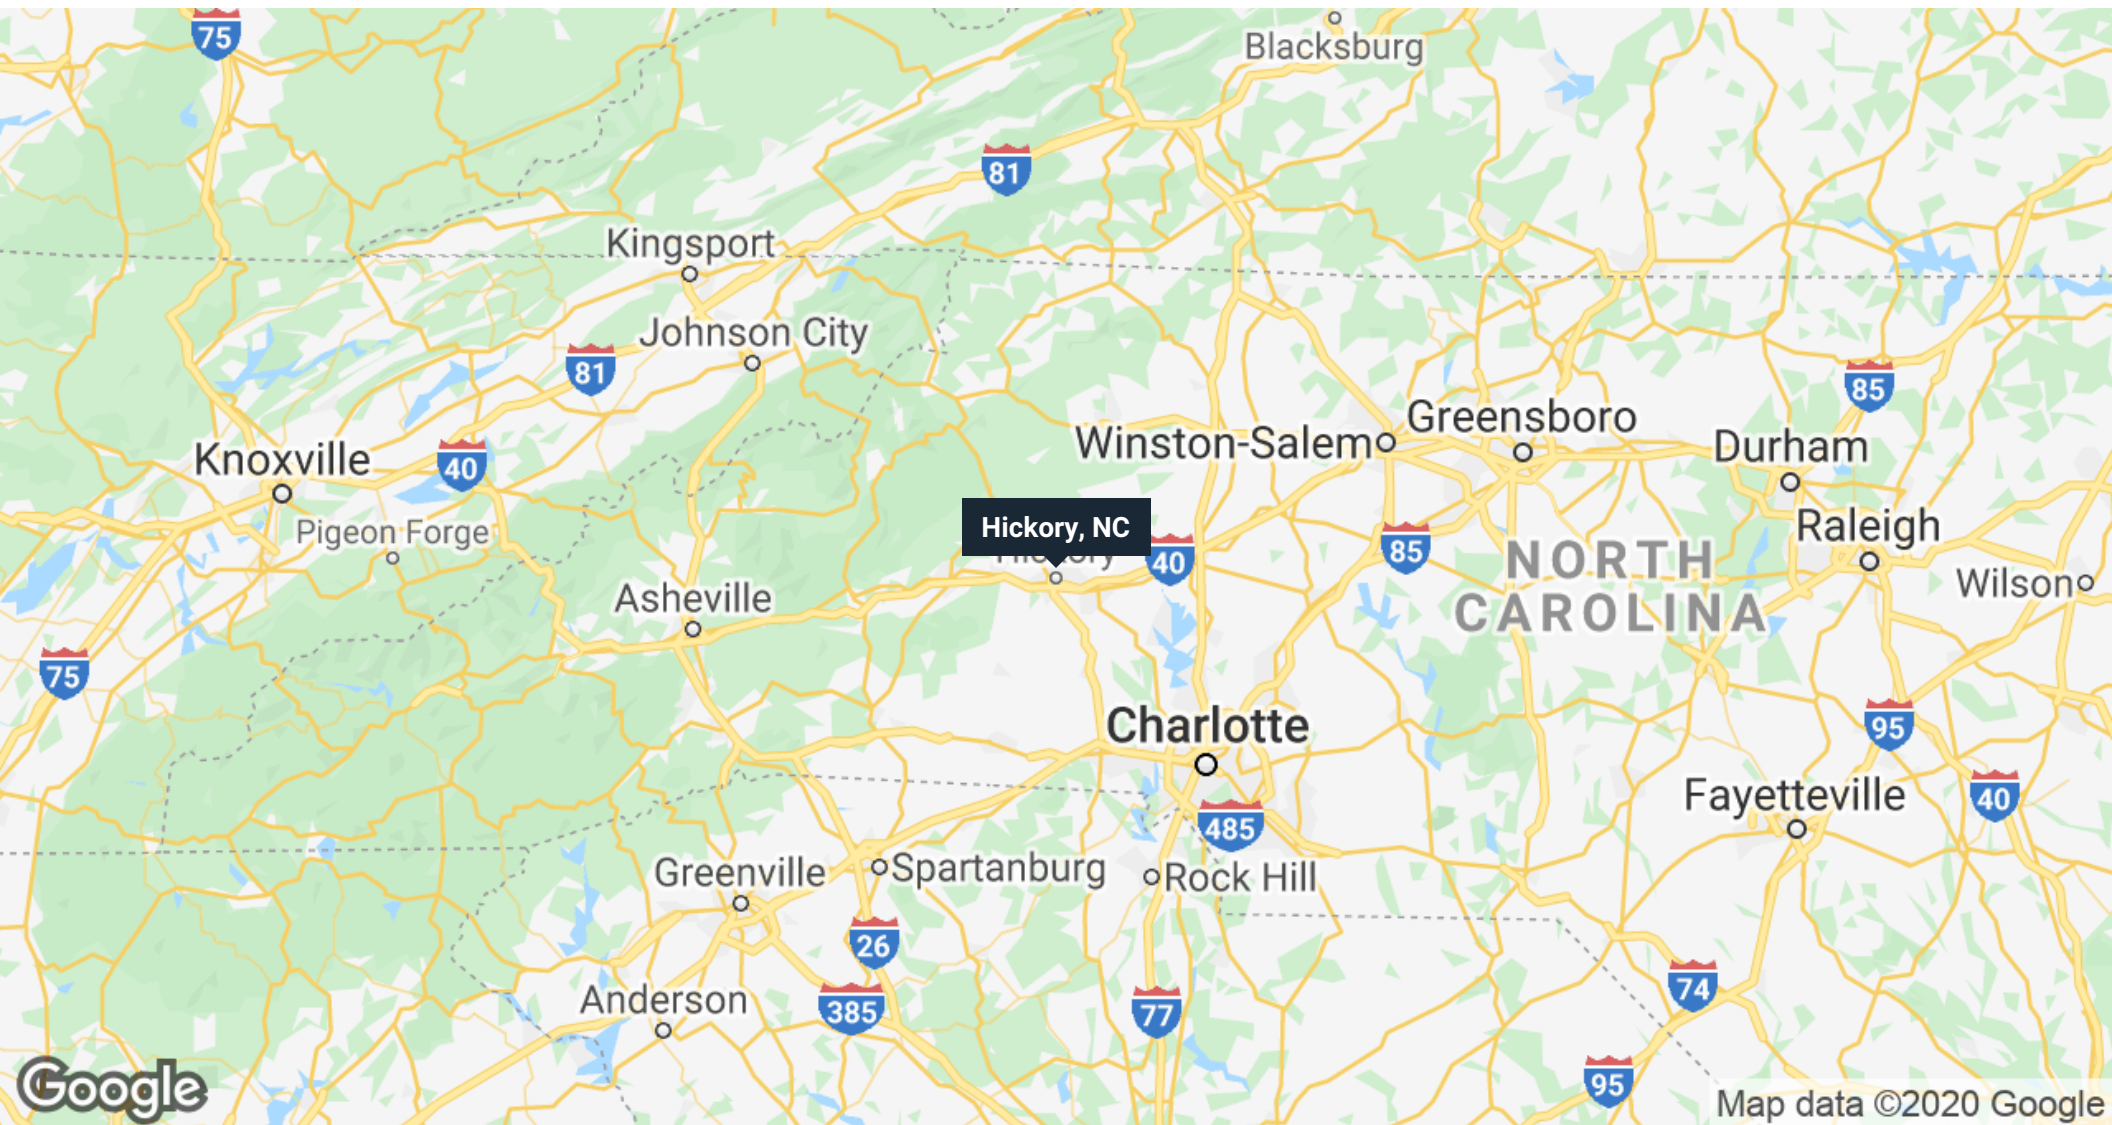 75
Blacksburg
81
Kingsport
Johnson City
81
85
Greensboro
Winston-Salem
Durham
Knoxville
40
Hickory, NC
Hickory
40
85
Raleigh
Pigeon Forge
NORTH
CAROLINA
Wilson
Asheville
75
Charlotte
95
Fayetteville
40
485
Greenville
Spartanburg
Rock Hill
26
74
Anderson
385
77
95
Google
Map data ©2020 Google